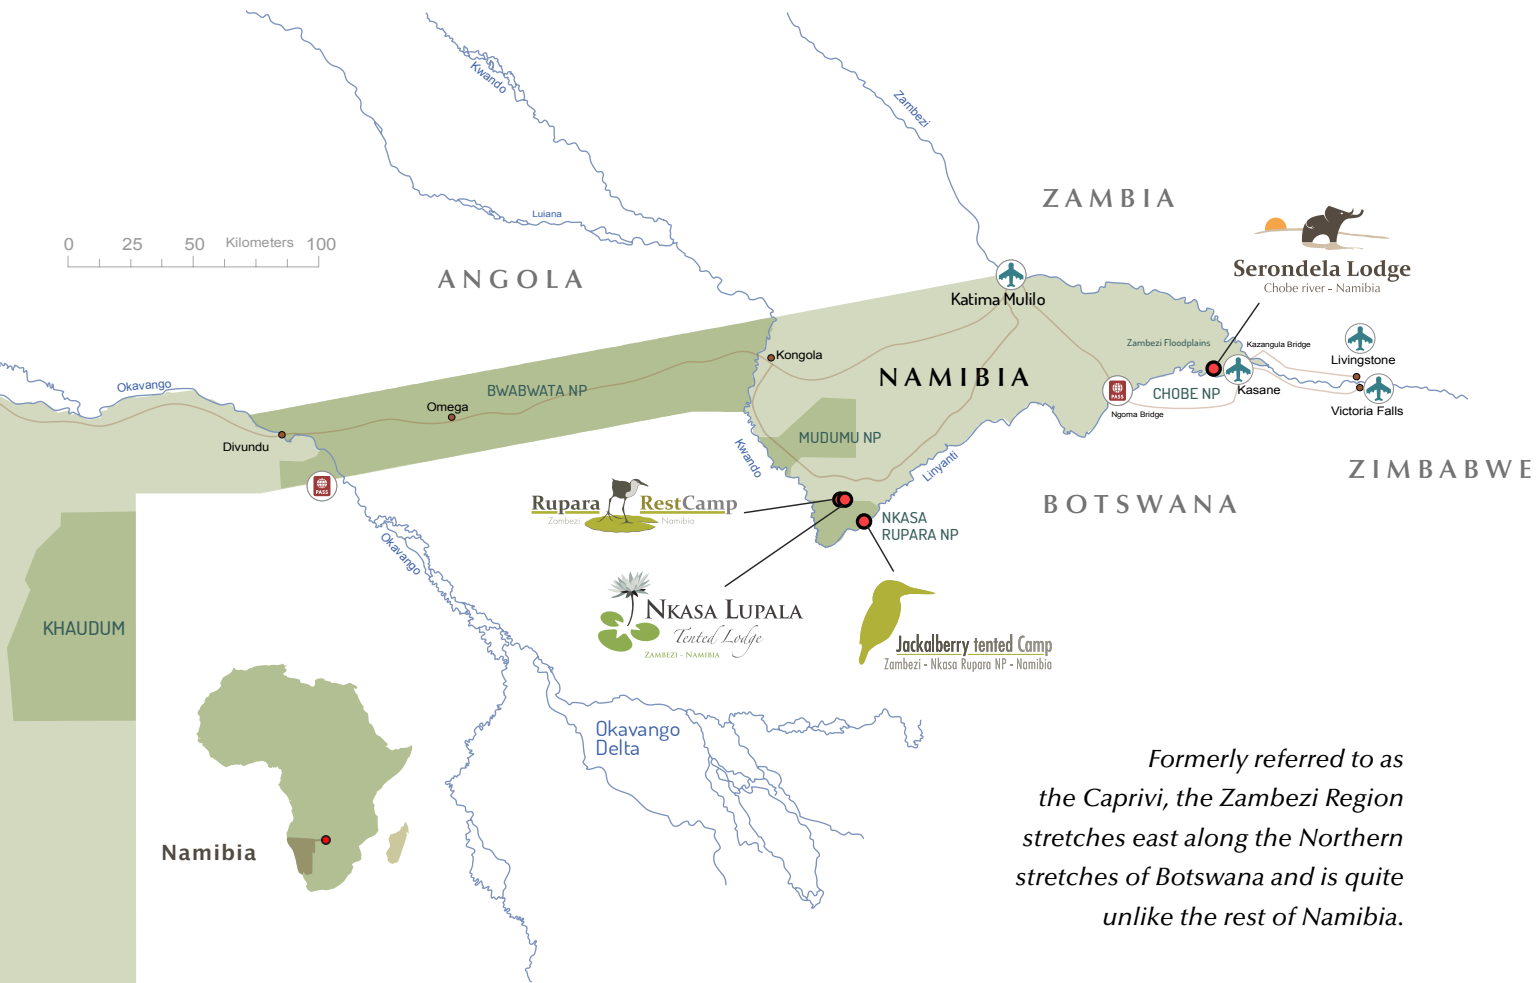 Kwando
Zambezi
ZAMBIA
Luiana
0 25 50 Kilometers 100
ANGOLA
Serondela Lodge
Chobe river - Namibia
Katima Mulilo
Zambezi Floodplains
Kazangula Bridge
Livingstone
Kongola
NAMIBIA
Okavango
BWABWATA NP
CHOBE NP
Kasane
Omega
PASS
Ngoma Bridge
Victoria Falls
Divundu
MUDUMU NP
Kwando
Linyanti
ZIMBABWE
PASS
Rupara RestCamp
Zambezi Namibia
BOTSWANA
NKASA
RUPARA NP
Okavango
NKASA LUPALA
Tented Lodge
ZAMBEZI - NAMIBIA
KHAUDUM
Jackalberry tented Camp
Zambezi - Nkasa Rupara NP - Namibia
Okavango
Delta
Namibia
Formerly referred to as
the Caprivi, the Zambezi Region
stretches east along the Northern
stretches of Botswana and is quite
unlike the rest of Namibia.